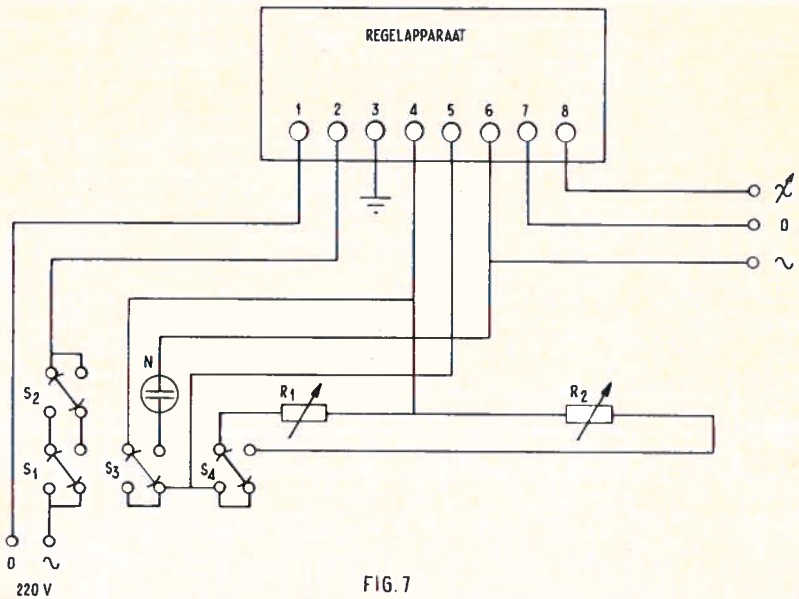 REGELAPPARAAT
1 2 3 4 5 6 7 8
0
∼
N
S2
R1
R2
S1
S3
S4
0 ∼
220 V
FIG. 7